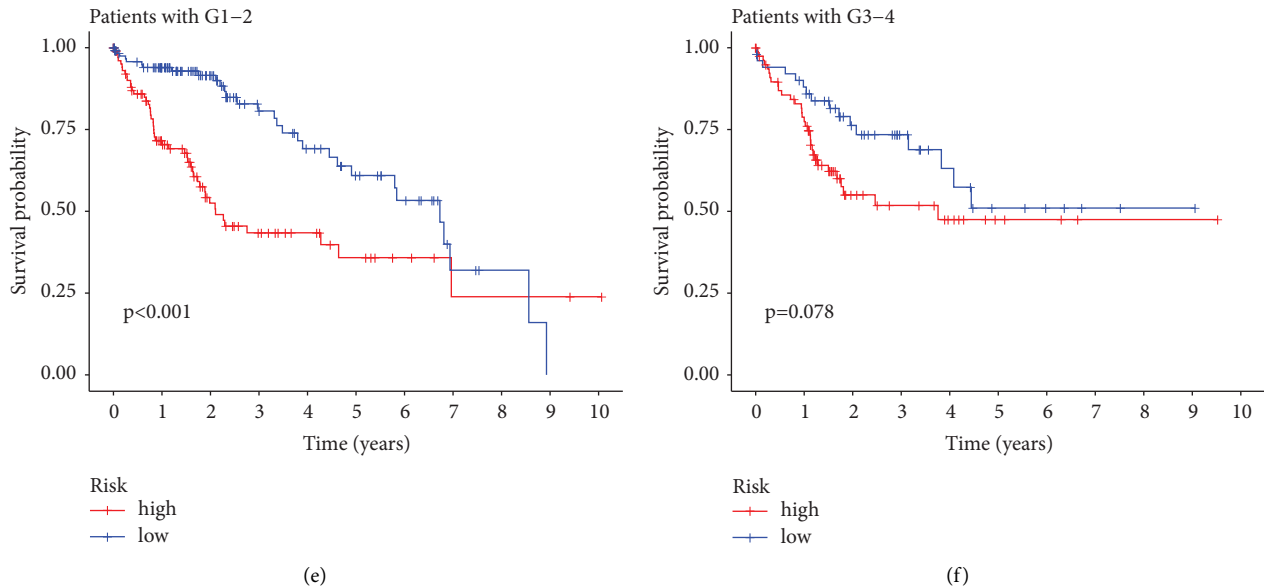 Patients with G1−2
1.00
0.75
0.50
0.25
0.00
Survival probability
p<0.001
0 1 2 3 4 5 6 7 8 9 10
Time (years)
Risk
high
low
(e)
Patients with G3−4
1.00
0.75
0.50
0.25
0.00
Survival probability
p=0.078
0 1 2 3 4 5 6 7 8 9 10
Time (years)
Risk
high
low
(f)